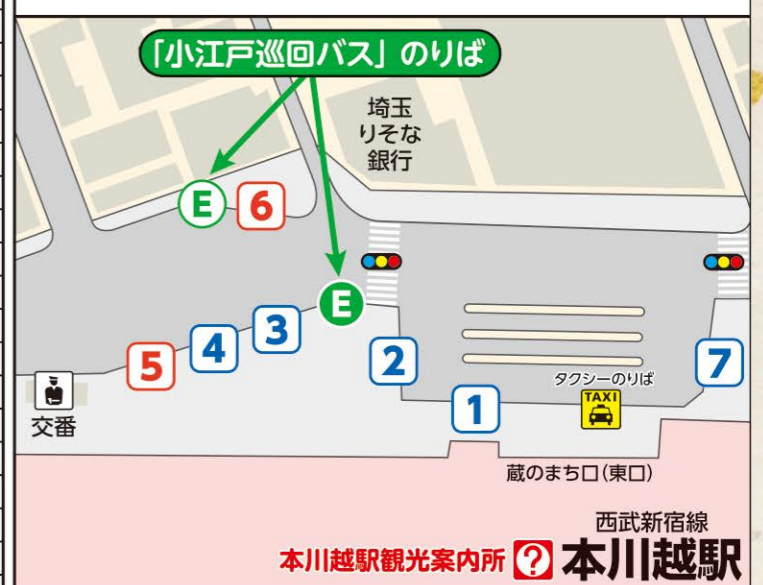 「小江戸巡回バス」のりば
埼玉
りそな
銀行
E
6
E
3
4
5
2
7
1
タクシーのりば
TAXI
交番
蔵のまち口(東口)
西武新宿線
本川越駅観光案内所 ? 本川越駅